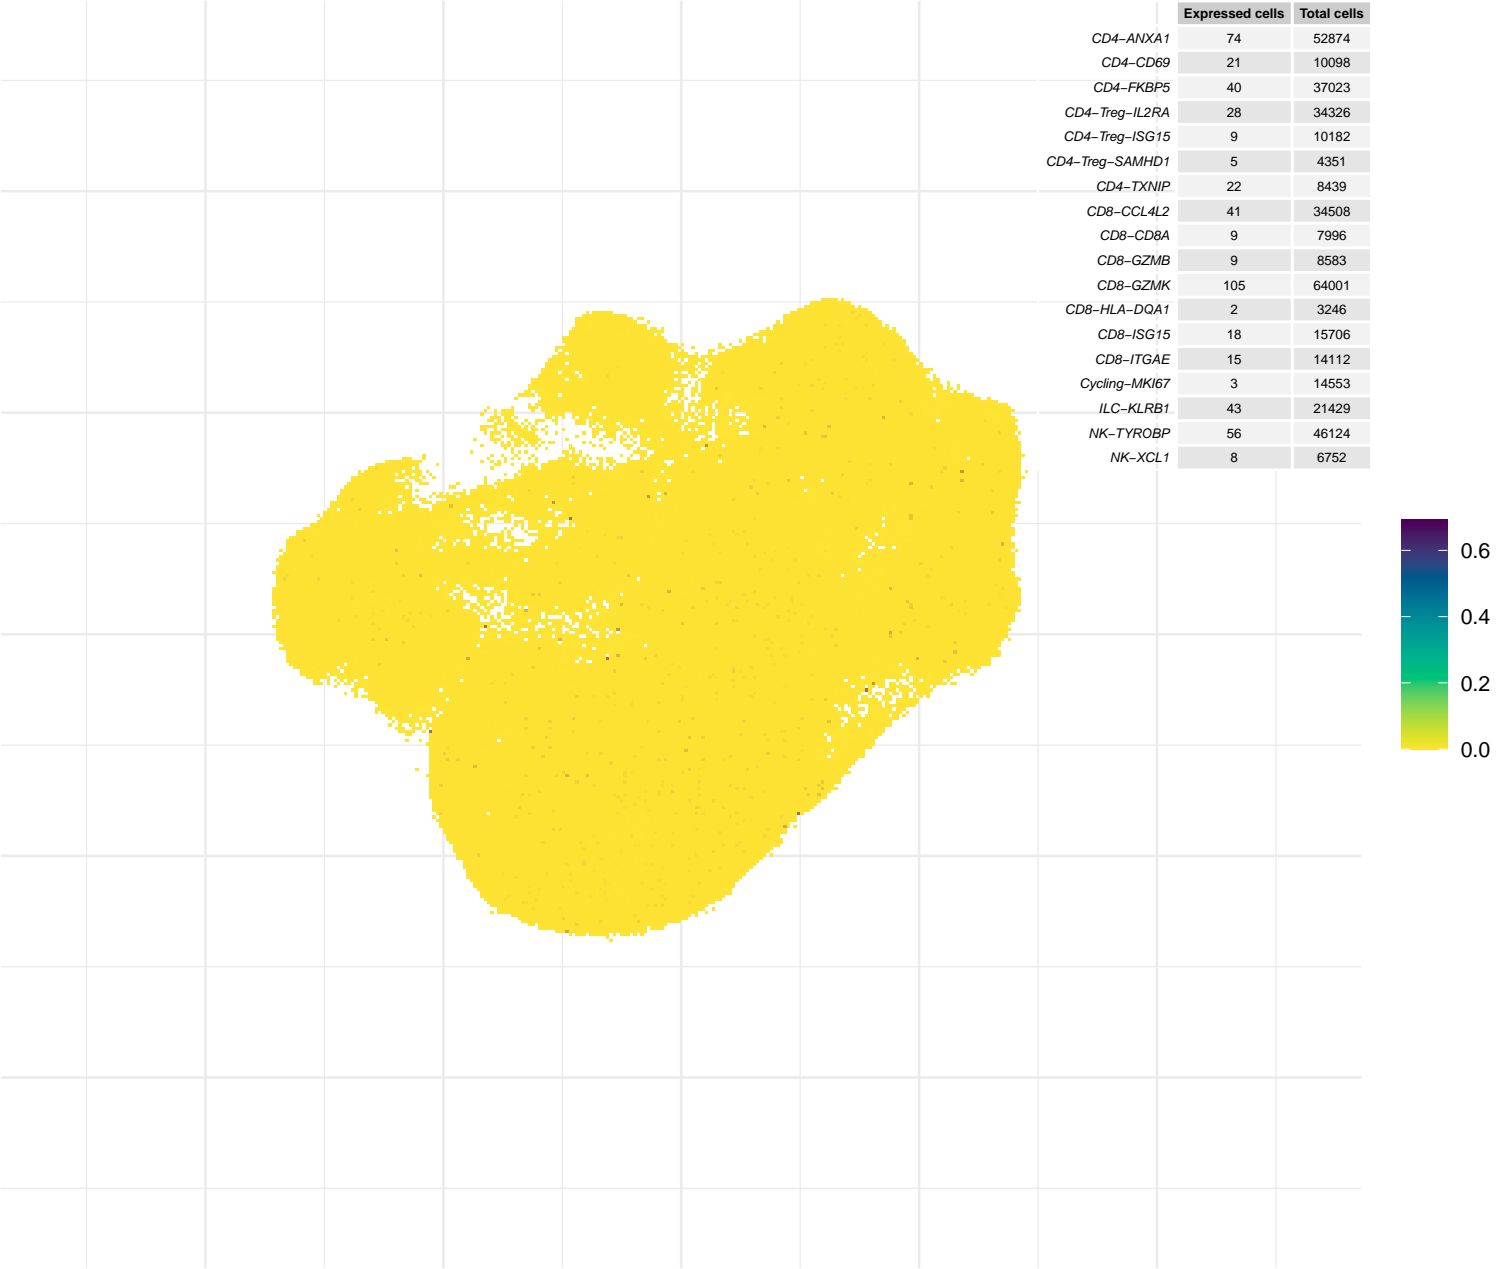 Expressed cells Total cells
CD4−ANXA1 74 52874
CD4−CD69 21 10098
CD4−FKBP5 40 37023
CD4−Treg−IL2RA 28 34326
CD4−Treg−ISG15 9 10182
CD4−Treg−SAMHD1 5 4351
CD4−TXNIP 22 8439
CD8−CCL4L2 41 34508
CD8−CD8A 9 7996
CD8−GZMB 9 8583
CD8−GZMK 105 64001
CD8−HLA−DQA1 2 3246
CD8−ISG15 18 15706
CD8−ITGAE 15 14112
Cycling−MKI67 3 14553
ILC−KLRB1 43 21429
NK−TYROBP 56 46124
NK−XCL1 8 6752
0.6
0.4
0.2
0.0